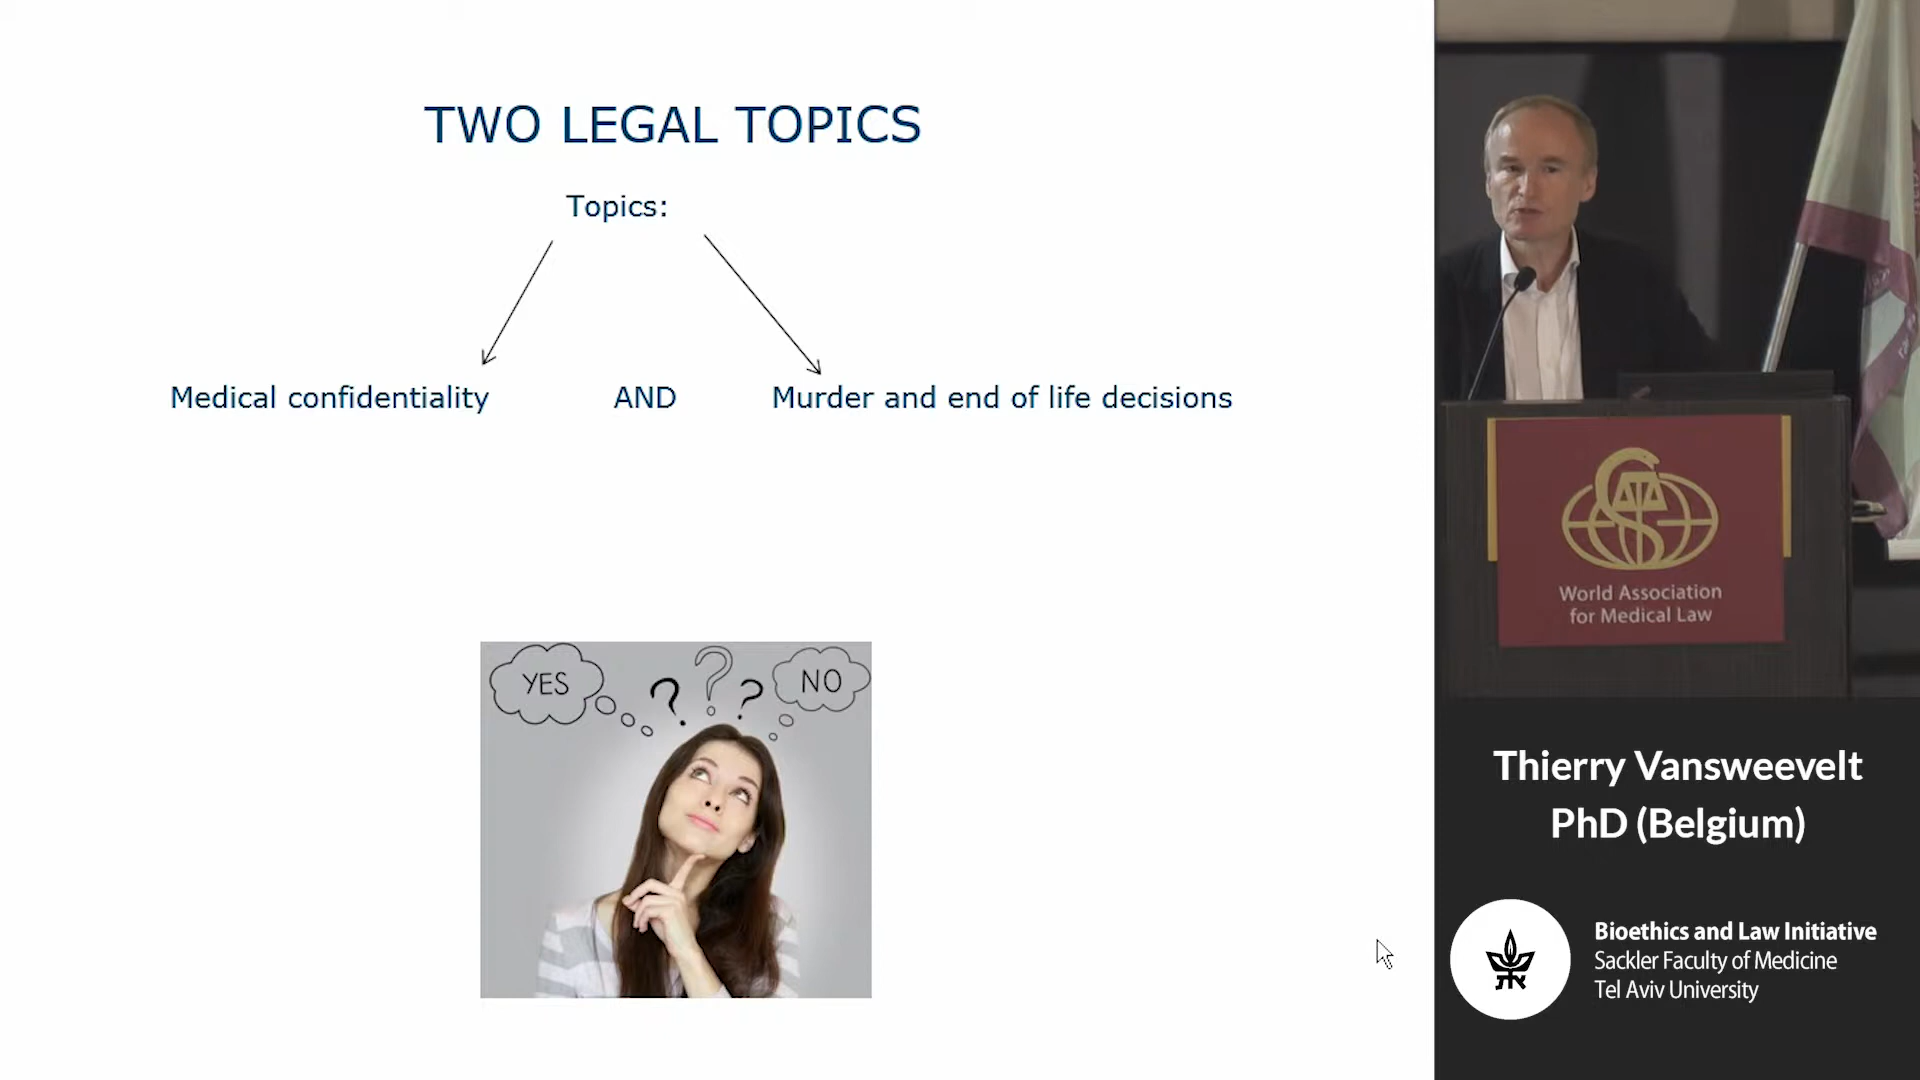 TWO LEGAL TOPICS
Topics:
Medical confidentiality AND Murder and end of life decisions
YES ? ? ? NO
World Association
for Medical Law
Thierry Vansweevelt
PhD (Belgium)
Bioethics and Law Initiative
Sackler Faculty of Medicine
Tel Aviv University